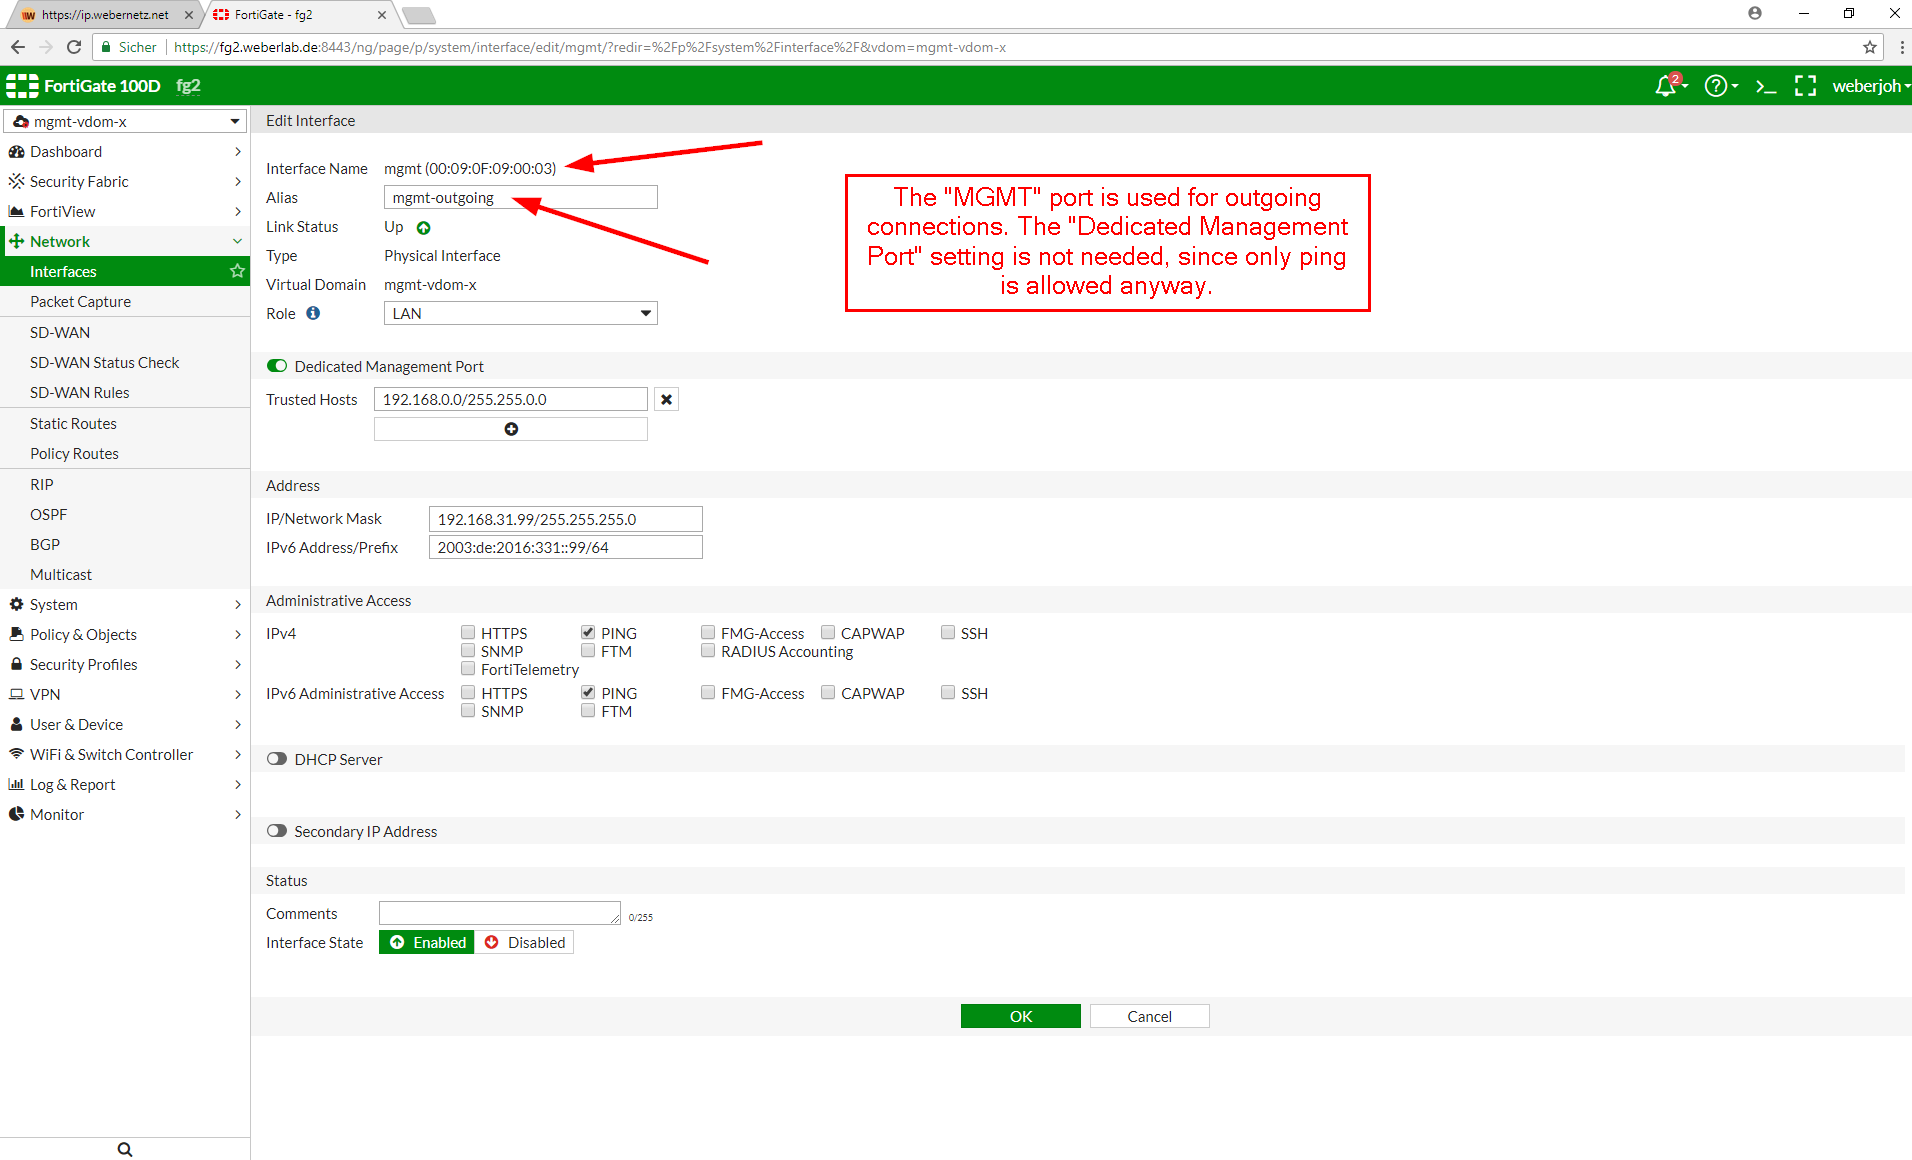 https://ip.webernetz.net
FortiGate - fg2
Sicher
https://fg2.weberlab.de:8443/ng/page/p/system/interface/edit/mgmt/?redir=%2Fp%2Fsystem%2Finterface%2F&vdom=mgmt-vdom-x
FortiGate 100D fg2
2
weberjoh
mgmt-vdom-x
Dashboard
Security Fabric
FortiView
Network
Interfaces
Packet Capture
SD-WAN
SD-WAN Status Check
SD-WAN Rules
Static Routes
Policy Routes
RIP
OSPF
BGP
Multicast
System
Policy & Objects
Security Profiles
VPN
User & Device
WiFi & Switch Controller
Log & Report
Monitor
Edit Interface
Interface Name mgmt (00:09:0F:09:00:03)
Alias mgmt-outgoing
Link Status Up
Type Physical Interface
Virtual Domain mgmt-vdom-x
Role LAN
The "MGMT" port is used for outgoing
connections. The "Dedicated Management
Port" setting is not needed, since only ping
is allowed anyway.
Dedicated Management Port
Trusted Hosts 192.168.0.0/255.255.0.0
Address
IP/Network Mask 192.168.31.99/255.255.255.0
IPv6 Address/Prefix 2003:de:2016:331::99/64
Administrative Access
IPv4 HTTPS PING FMG-Access CAPWAP SSH
SNMP FTM RADIUS Accounting
FortiTelemetry
IPv6 Administrative Access HTTPS PING FMG-Access CAPWAP SSH
SNMP FTM
DHCP Server
Secondary IP Address
Status
Comments 0/255
Interface State Enabled Disabled
OK Cancel